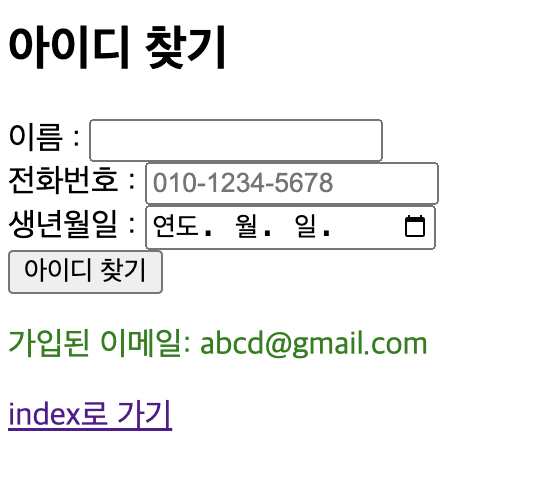 아이디 찾기
이름 :
전화번호 : 010-1234-5678
생년월일 : 연도. 월. 일.
아이디 찾기
가입된 이메일: abcd@gmail.com
index로 가기